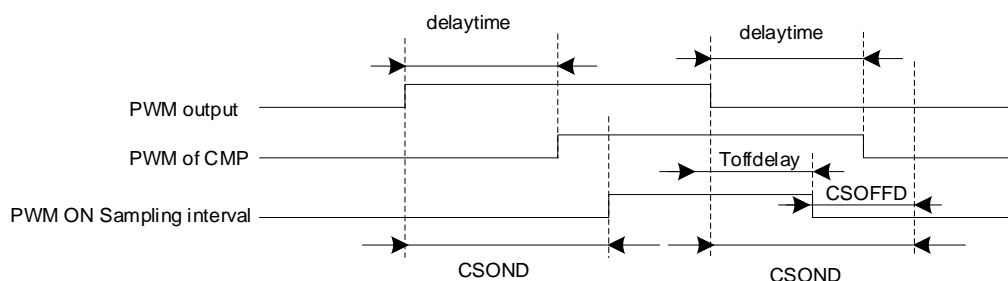 delaytime
delaytime
PWM output
PWM of CMP
Toffdelay
CSOFFD
PWM ON Sampling interval
CSOND
CSOND